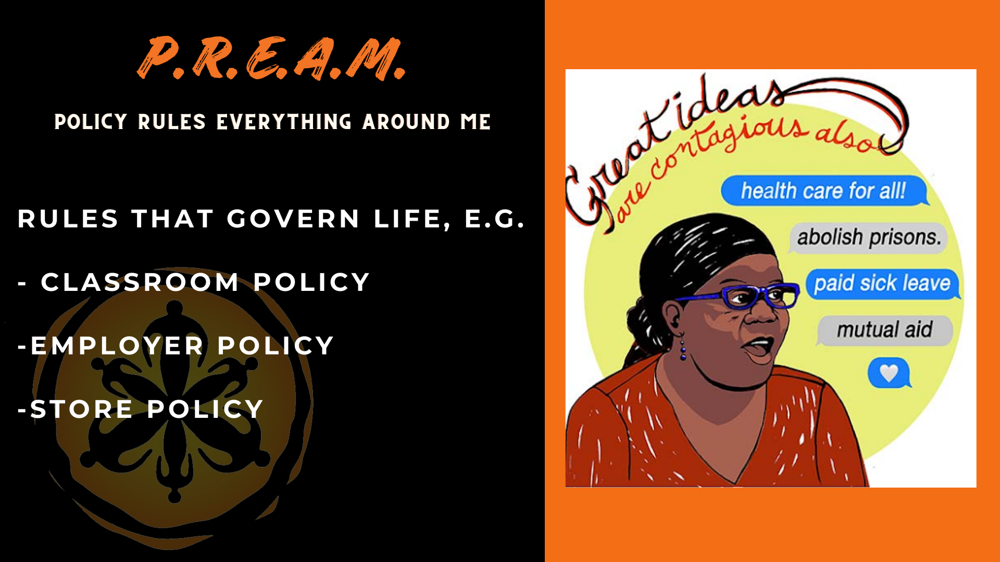 P.R.E.A.M.
POLICY RULES EVERYTHING AROUND ME
RULES THAT GOVERN LIFE, E.G.
- CLASSROOM POLICY
-EMPLOYER POLICY
-STORE POLICY
Great ideas
are contagious also
health care for all!
abolish prisons.
paid sick leave
mutual aid